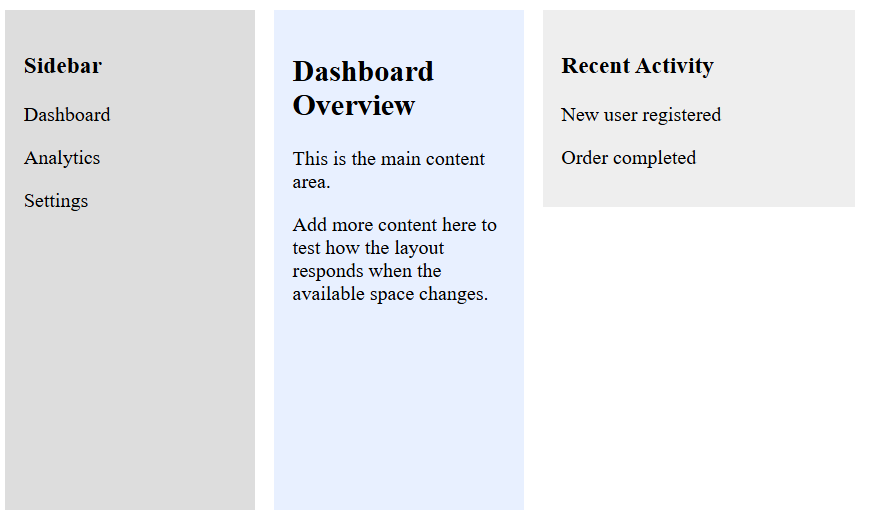 Sidebar
Dashboard
Analytics
Settings
Dashboard
Overview
This is the main content
area.
Add more content here to
test how the layout
responds when the
available space changes.
Recent Activity
New user registered
Order completed